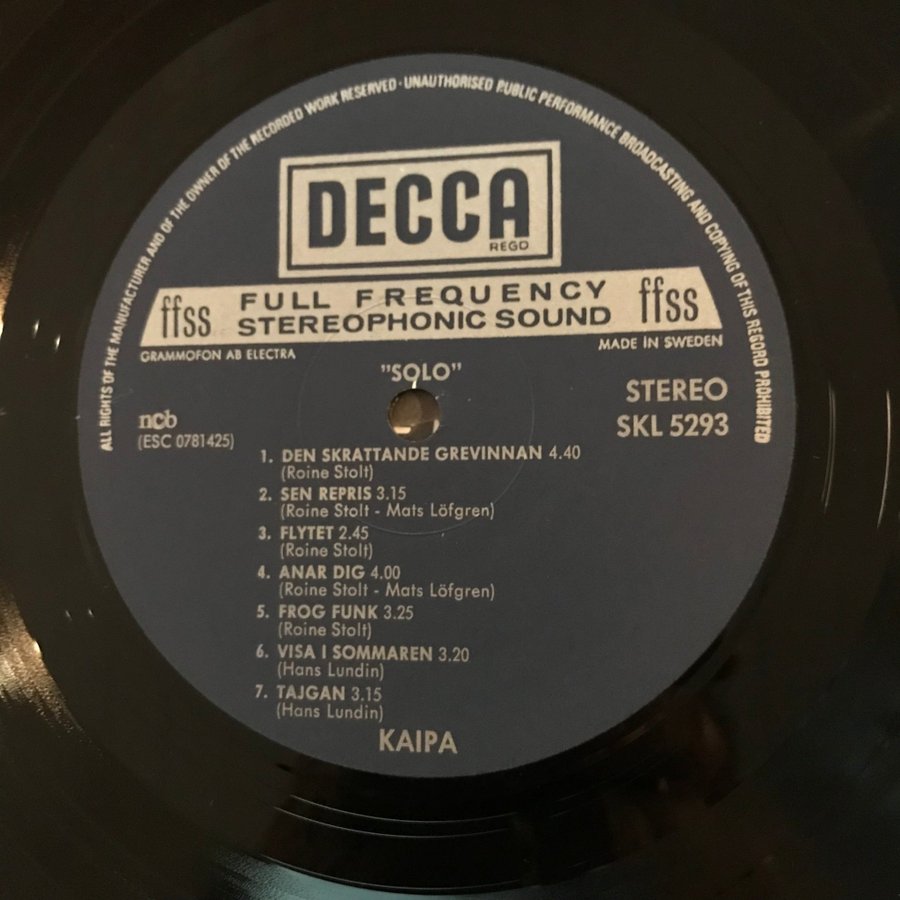 ALL RIGHTS OF THE MANUFACTURER AND OF THE OWNER OF THE RECORDED WORK RESERVED · UNAUTHORISED PUBLIC PERFORMANCE BROADCASTING AND COPYING OF THIS RECORD PROHIBITED
DECCA
REGD
ffss FULL FREQUENCY ffss
STEREOPHONIC SOUND
GRAMMOFON AB ELECTRA
MADE IN SWEDEN
"SOLO"
STEREO
ncb
SKL 5293
(ESC 0781425)
1. DEN SKRATTANDE GREVINNAN 4.40
(Roine Stolt)
2. SEN REPRIS 3.15
(Roine Stolt - Mats Löfgren)
3. FLYTET 2.45
(Roine Stolt)
4. ANAR DIG 4.00
(Roine Stolt - Mats Löfgren)
5. FROG FUNK 3.25
(Roine Stolt)
6. VISA I SOMMAREN 3.20
(Hans Lundin)
7. TAJGAN 3.15
(Hans Lundin)
KAIPA